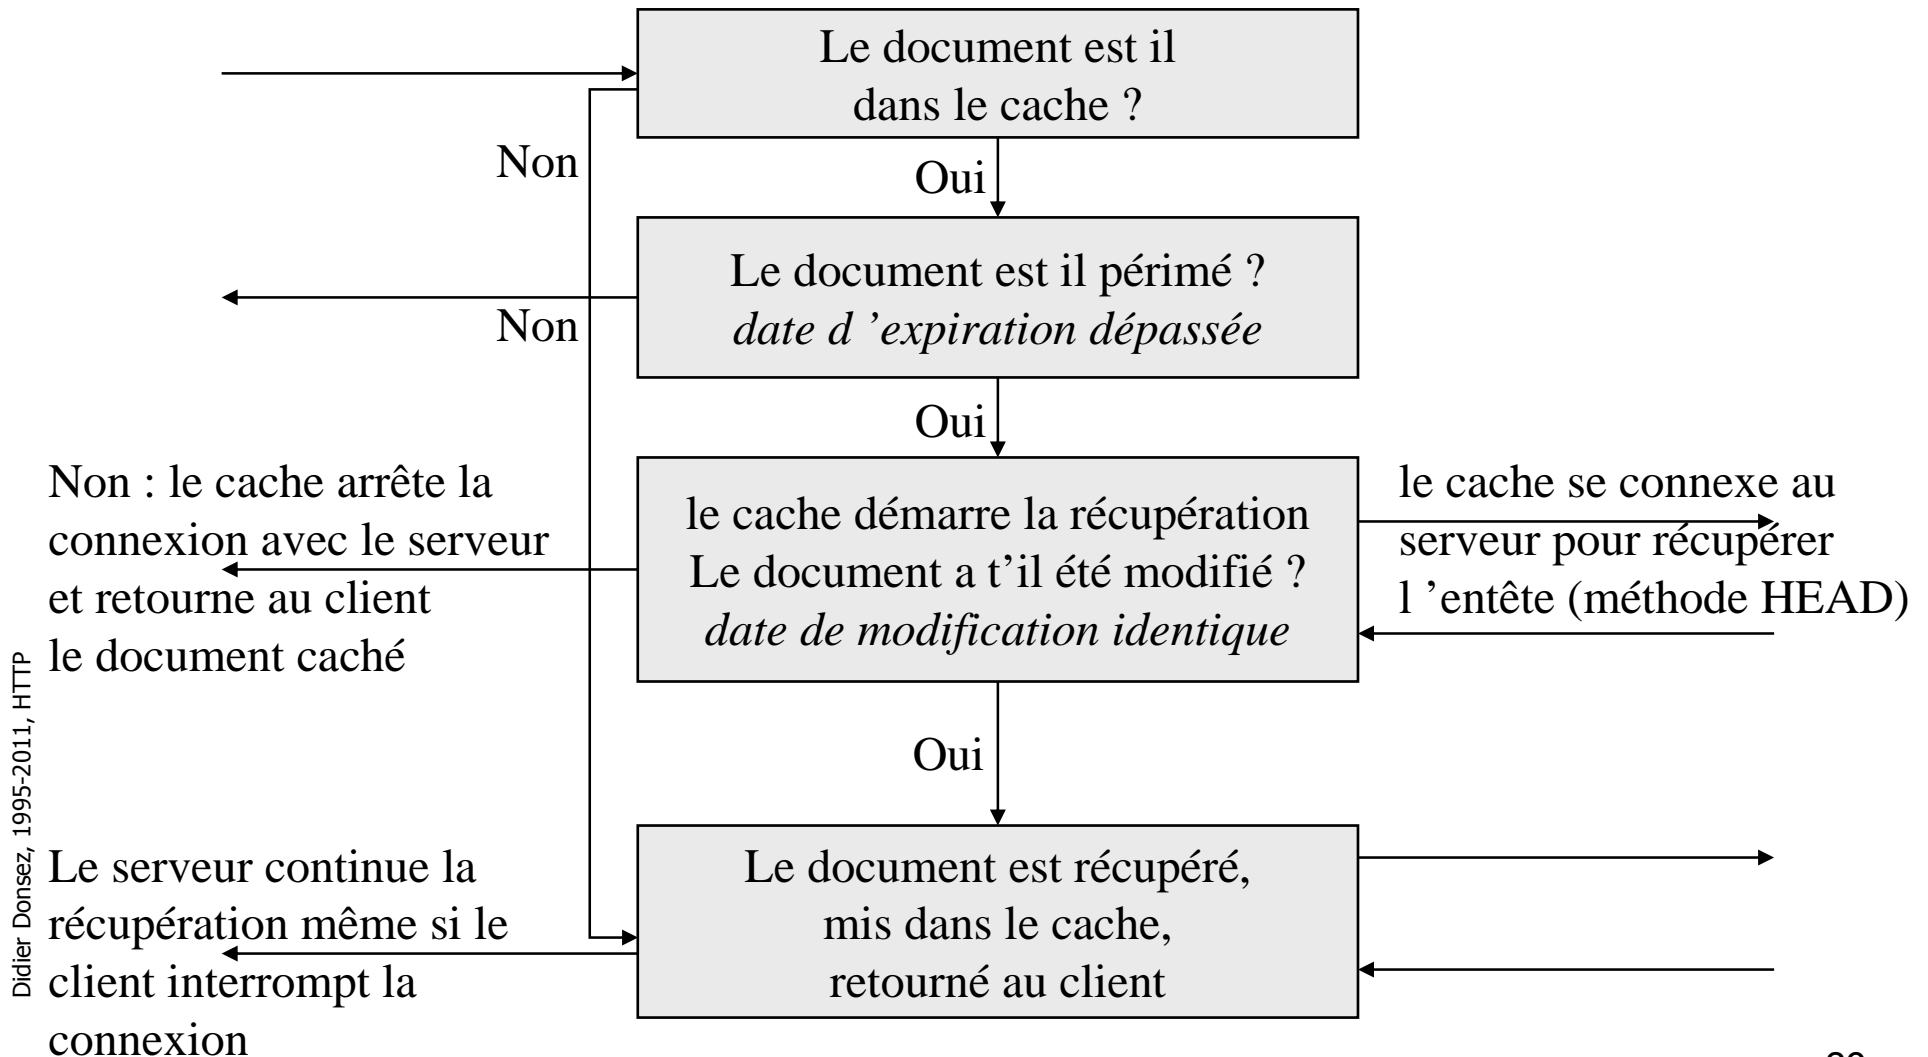 Le document est il
dans le cache ?
Non
Oui
Le document est il périmé ?
date d ’expiration dépassée
Non
Oui
Non : le cache arrête la
connexion avec le serveur
et retourne au client
le document caché
le cache démarre la récupération
Le document a t’il été modifié ?
date de modification identique
le cache se connexe au
serveur pour récupérer
l ’entête (méthode HEAD)
Oui
Le serveur continue la
récupération même si le
client interrompt la
connexion
Le document est récupéré,
mis dans le cache,
retourné au client
Didier Donsez, 1995-2011, HTTP